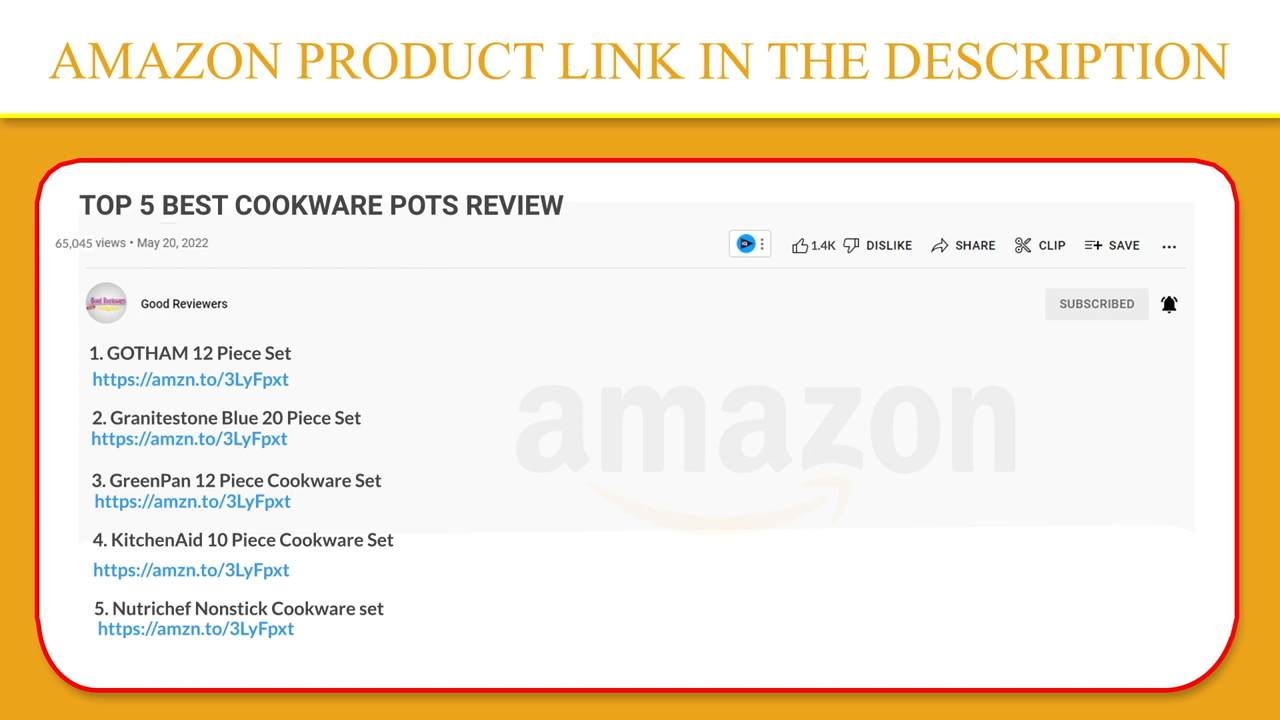 AMAZON PRODUCT LINK IN THE DESCRIPTION
TOP 5 BEST COOKWARE POTS REVIEW
65,045 views • May 20, 2022
1.4K DISLIKE SHARE CLIP SAVE ...
Good Reviewers
SUBSCRIBED
1. GOTHAM 12 Piece Set
https://amzn.to/3LyFpxt
2. Granitestone Blue 20 Piece Set
https://amzn.to/3LyFpxt
3. GreenPan 12 Piece Cookware Set
https://amzn.to/3LyFpxt
4. KitchenAid 10 Piece Cookware Set
https://amzn.to/3LyFpxt
5. Nutrichef Nonstick Cookware set
https://amzn.to/3LyFpxt
amazon